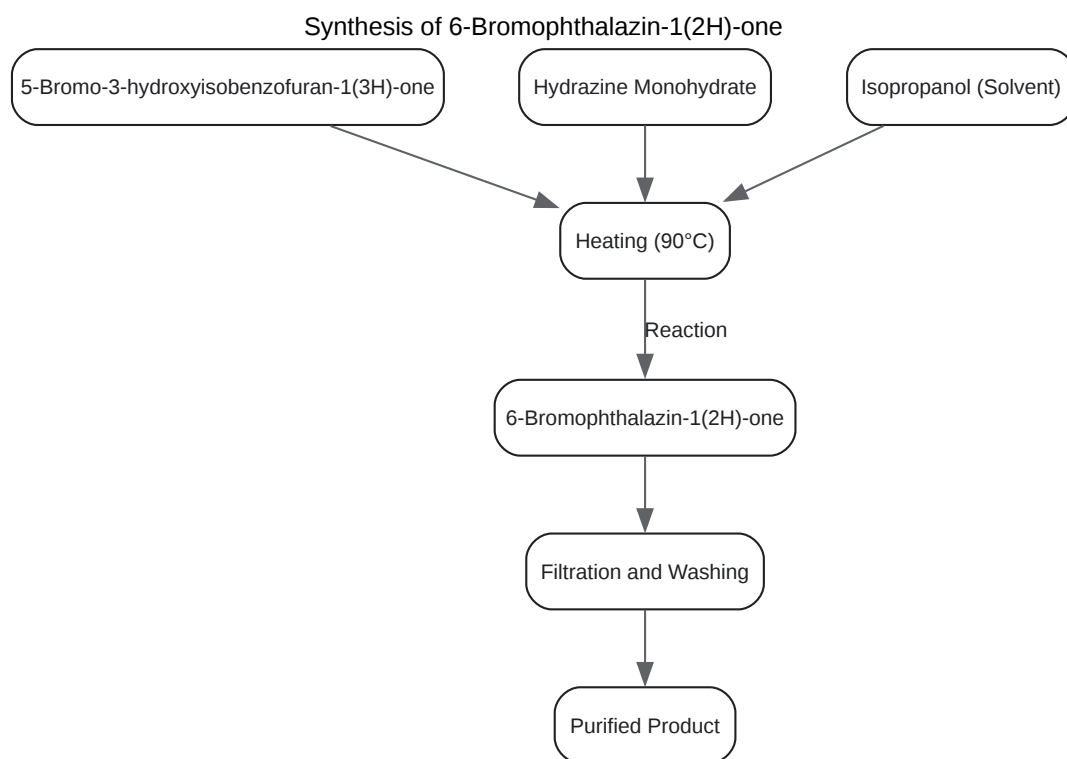 Synthesis of 6-Bromophthalazin-1(2H)-one
5-Bromo-3-hydroxyisobenzofuran-1(3H)-one
Hydrazine Monohydrate
Isopropanol (Solvent)
Heating (90°C)
Reaction
6-Bromophthalazin-1(2H)-one
Filtration and Washing
Purified Product